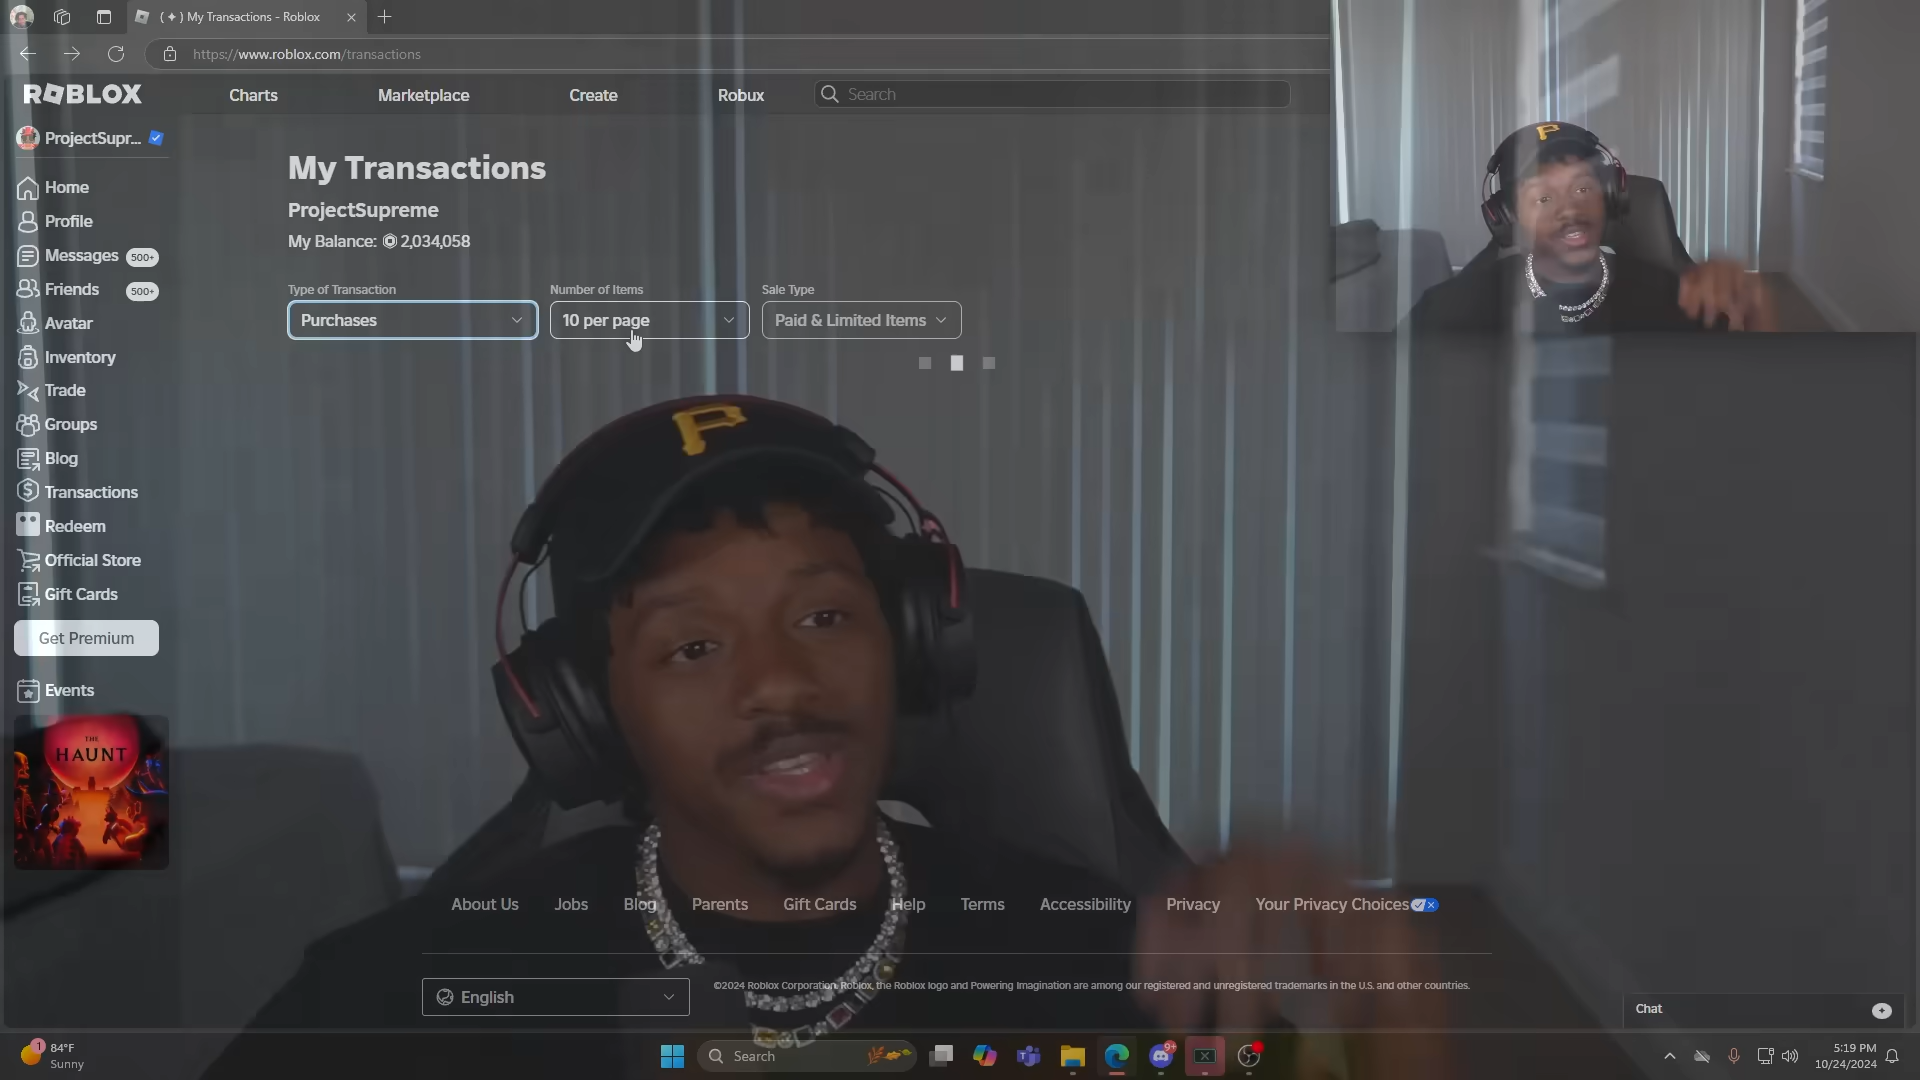 ( ✦ ) My Transactions - Roblox
https://www.roblox.com/transactions
ROBLOX
Charts
Marketplace
Create
Robux
Search
ProjectSupr...
Home
Profile
Messages 500+
Friends 500+
Avatar
Inventory
Trade
Groups
Blog
Transactions
Redeem
Official Store
Gift Cards
Get Premium
Events
THE
HAUNT
My Transactions
ProjectSupreme
My Balance: 2,034,058
Type of Transaction
Number of Items
Sale Type
Purchases
10 per page
Paid & Limited Items
P
P
About Us
Jobs
Blog
Parents
Gift Cards
Help
Terms
Accessibility
Privacy
Your Privacy Choices
English
©2024 Roblox Corporation. Roblox, the Roblox logo and Powering Imagination are among our registered and unregistered trademarks in the U.S. and other countries.
Chat
1
84°F
Sunny
Search
9+
5:19 PM
10/24/2024